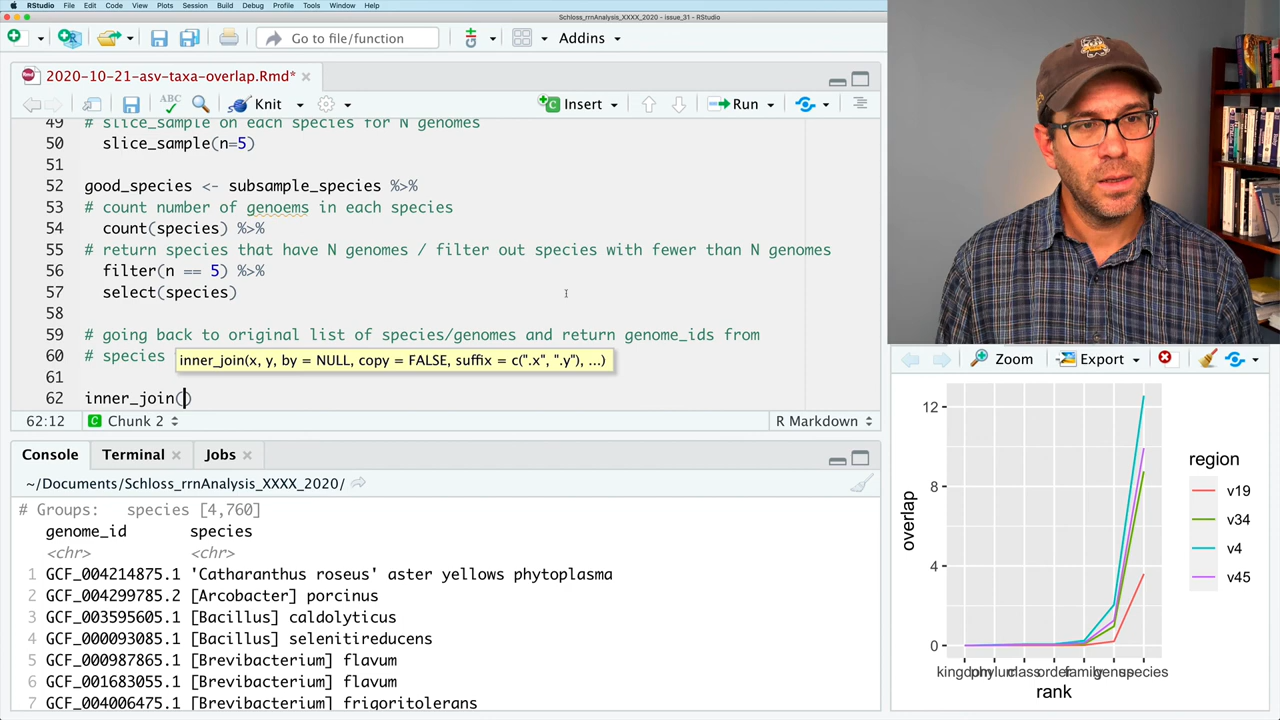 RStudio File Edit Code View Plots Session Build Debug Profile Tools Window Help
Schloss_rrnAnalysis_XXXX_2020 - issue_31 - RStudio
Go to file/function Addins
2020-10-21-asv-taxa-overlap.Rmd*
ABC Knit Insert Run
49 # slice_sample on each species for N genomes
50 slice_sample(n=5)
51
52 good_species <- subsample_species %>%
53 # count number of genoems in each species
54 count(species) %>%
55 # return species that have N genomes / filter out species with fewer than N genomes
56 filter(n == 5) %>%
57 select(species)
58
59 # going back to original list of species/genomes and return genome_ids from
60 # species
inner_join(x, y, by = NULL, copy = FALSE, suffix = c(".x", ".y"), ...)
61
62 inner_join()
62:12 C Chunk 2 R Markdown
Console Terminal Jobs
~/Documents/Schloss_rrnAnalysis_XXXX_2020/
# Groups: species [4,760]
genome_id species
<chr> <chr>
1 GCF_004214875.1 'Catharanthus roseus' aster yellows phytoplasma
2 GCF_004299785.2 [Arcobacter] porcinus
3 GCF_003595605.1 [Bacillus] caldolyticus
4 GCF_000093085.1 [Bacillus] selenitireducens
5 GCF_000987865.1 [Brevibacterium] flavum
6 GCF_001683055.1 [Brevibacterium] flavum
7 GCF_004006475.1 [Brevibacterium] frigoritolerans
Zoom Export
12
8
4
0
overlap
kingdom phylum class order family genus species
rank
region
v19
v34
v4
v45